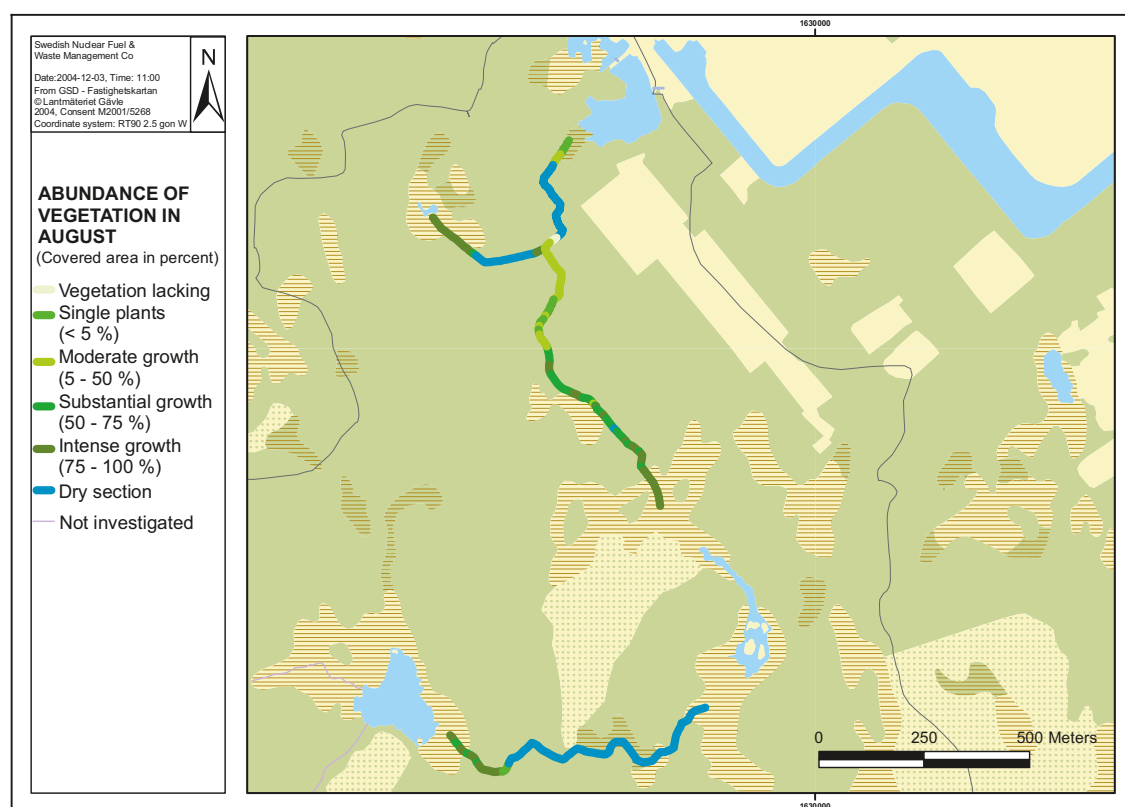 1630000
Swedish Nuclear Fuel &
Waste Management Co
Date:2004-12-03, Time: 11:00
From GSD - Fastighetskartan
© Lantmäteriet Gävle
2004, Consent M2001/5268
Coordinate system: RT90 2.5 gon W
N
ABUNDANCE OF
VEGETATION IN
AUGUST
(Covered area in percent)
Vegetation lacking
Single plants
(< 5 %)
Moderate growth
(5 - 50 %)
Substantial growth
(50 - 75 %)
Intense growth
(75 - 100 %)
Dry section
Not investigated
0 250 500 Meters
1630000